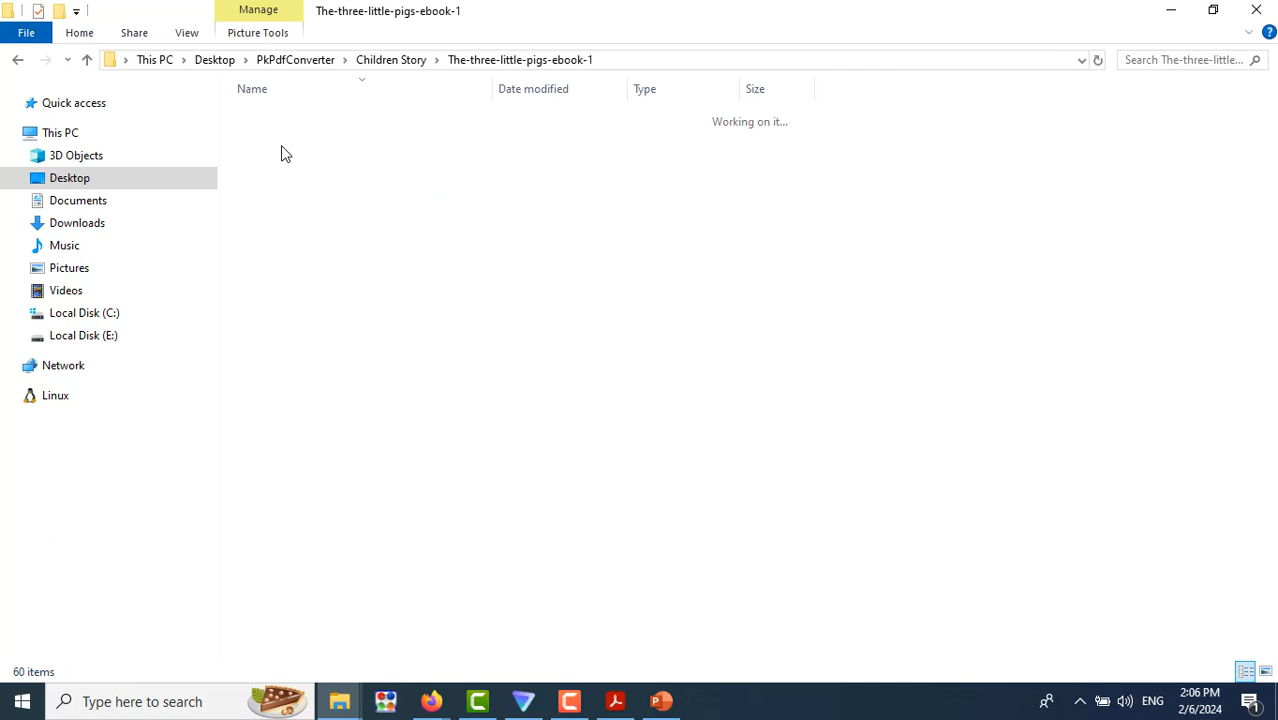 Manage
The-three-little-pigs-ebook-1
File
Home
Share
View
Picture Tools
This PC
Desktop
PkPdfConverter
Children Story
The-three-little-pigs-ebook-1
Search The-three-little...
Name
Date modified
Type
Size
Working on it...
Quick access
This PC
3D Objects
Desktop
Documents
Downloads
Music
Pictures
Videos
Local Disk (C:)
Local Disk (E:)
Network
Linux
60 items
Type here to search
ENG
2:06 PM
2/6/2024
1